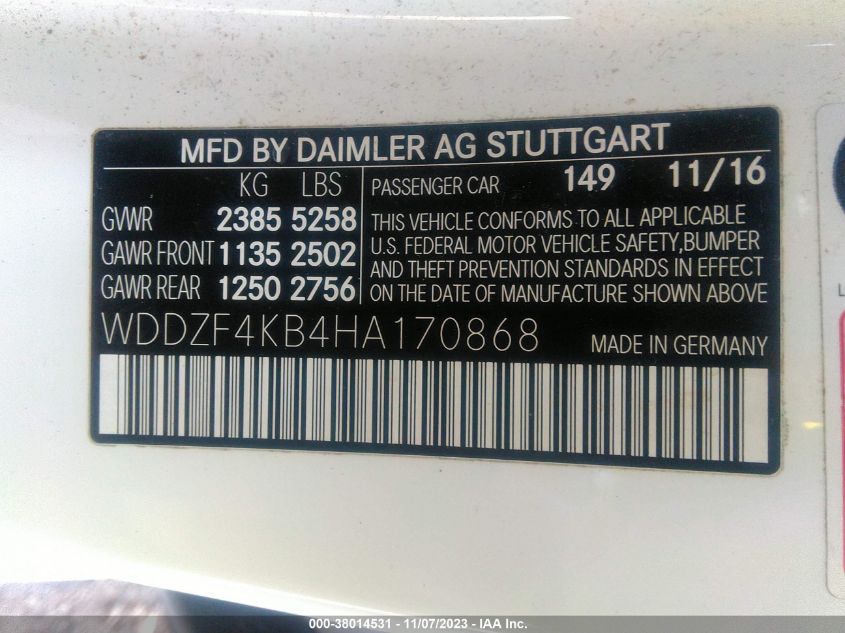 MFD BY DAIMLER AG STUTTGART
KG LBS
GVWR 2385 5258
GAWR FRONT 1135 2502
GAWR REAR 1250 2756
PASSENGER CAR 149 11/16
THIS VEHICLE CONFORMS TO ALL APPLICABLE
U.S. FEDERAL MOTOR VEHICLE SAFETY,BUMPER
AND THEFT PREVENTION STANDARDS IN EFFECT
ON THE DATE OF MANUFACTURE SHOWN ABOVE
WDDZF4KB4HA170868 MADE IN GERMANY
000-38014531 - 11/07/2023 - IAA Inc.